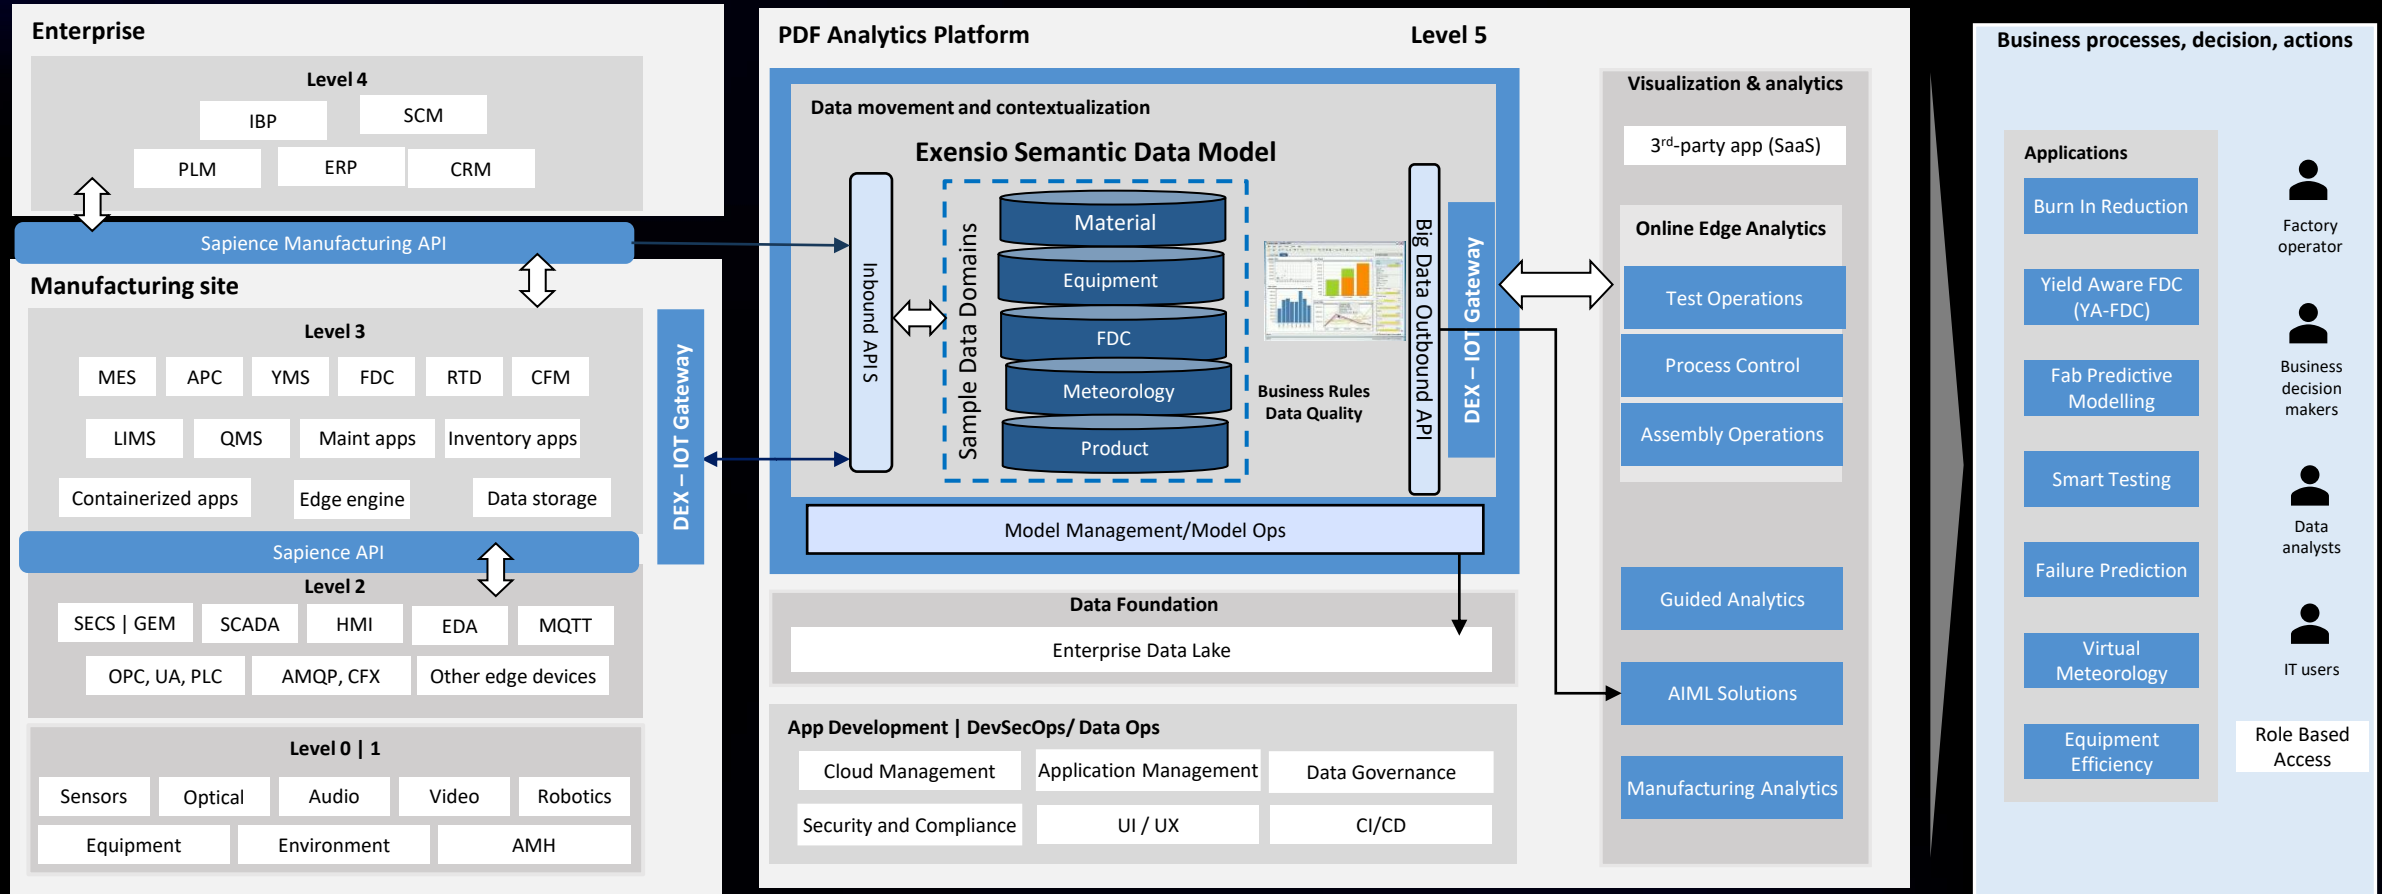 Enterprise
Level 4
IBP
SCM
PLM
ERP
CRM
Sapience Manufacturing API
Manufacturing site
Level 3
MES
APC
YMS
FDC
RTD
CFM
LIMS
QMS
Maint apps
Inventory apps
Containerized apps
Edge engine
Data storage
Sapience API
Level 2
SECS | GEM
SCADA
HMI
EDA
MQTT
OPC, UA, PLC
AMQP, CFX
Other edge devices
Level 0 | 1
Sensors
Optical
Audio
Video
Robotics
Equipment
Environment
AMH
DEX – IOT Gateway
PDF Analytics Platform
Level 5
Data movement and contextualization
Exensio Semantic Data Model
Inbound API S
Sample Data Domains
Material
Equipment
FDC
Meteorology
Product
Business Rules
Data Quality
Big Data Outbound API
DEX – IOT Gateway
Model Management/Model Ops
Data Foundation
Enterprise Data Lake
App Development | DevSecOps/ Data Ops
Cloud Management
Application Management
Data Governance
Security and Compliance
UI / UX
CI/CD
Visualization & analytics
3rd-party app (SaaS)
Online Edge Analytics
Test Operations
Process Control
Assembly Operations
Guided Analytics
AIML Solutions
Manufacturing Analytics
Business processes, decision, actions
Applications
Burn In Reduction
Yield Aware FDC
(YA-FDC)
Fab Predictive
Modelling
Smart Testing
Failure Prediction
Virtual
Meteorology
Equipment
Efficiency
Factory
operator
Business
decision
makers
Data
analysts
IT users
Role Based
Access